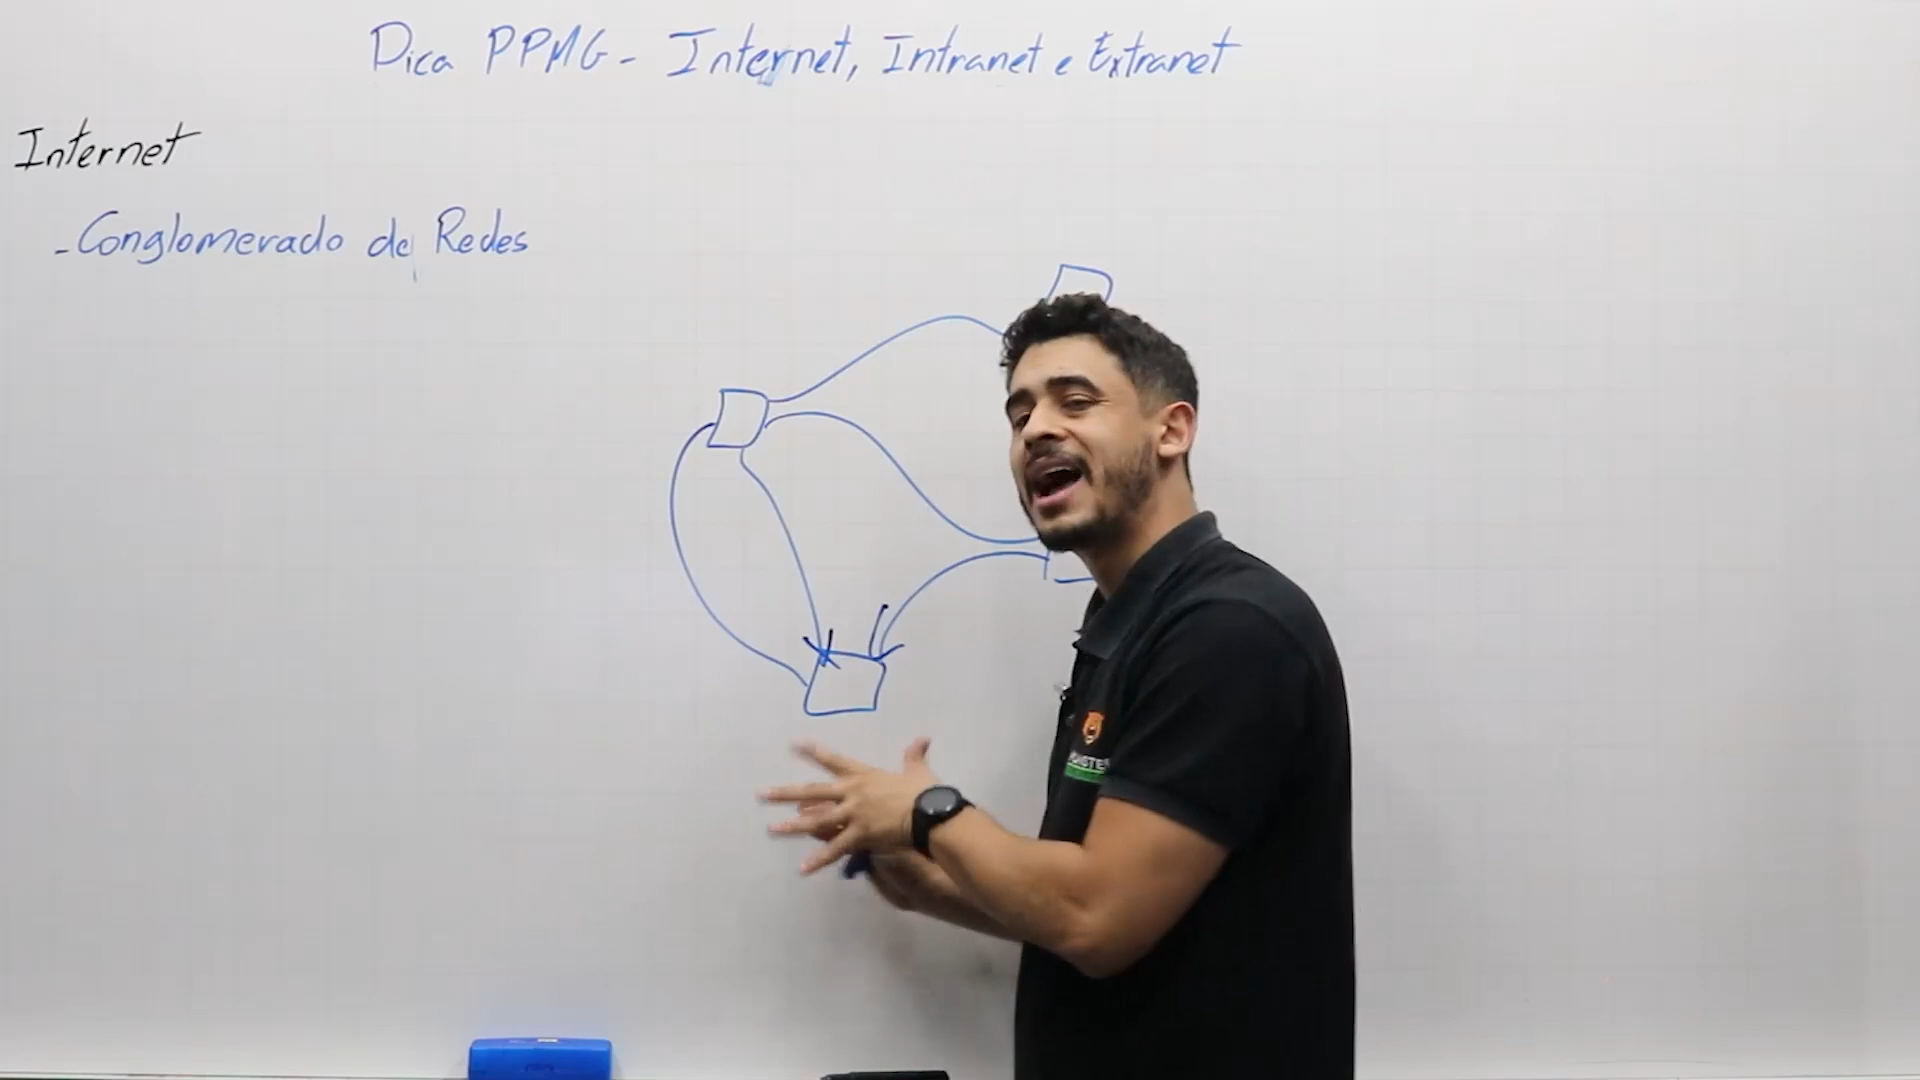 Dica PPMG - Internet, Intranet e Extranet
Internet
- Conglomerado de Redes